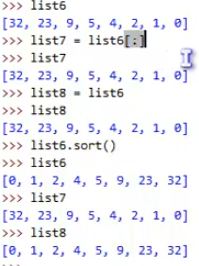 >>> list6
[32, 23, 9, 5, 4, 2, 1, 0]
>>> list7 = list6[:]
>>> list7
[32, 23, 9, 5, 4, 2, 1, 0]
>>> list8 = list6
>>> list8
[32, 23, 9, 5, 4, 2, 1, 0]
>>> list6.sort()
>>> list6
[0, 1, 2, 4, 5, 9, 23, 32]
>>> list7
[32, 23, 9, 5, 4, 2, 1, 0]
>>> list8
[0, 1, 2, 4, 5, 9, 23, 32]